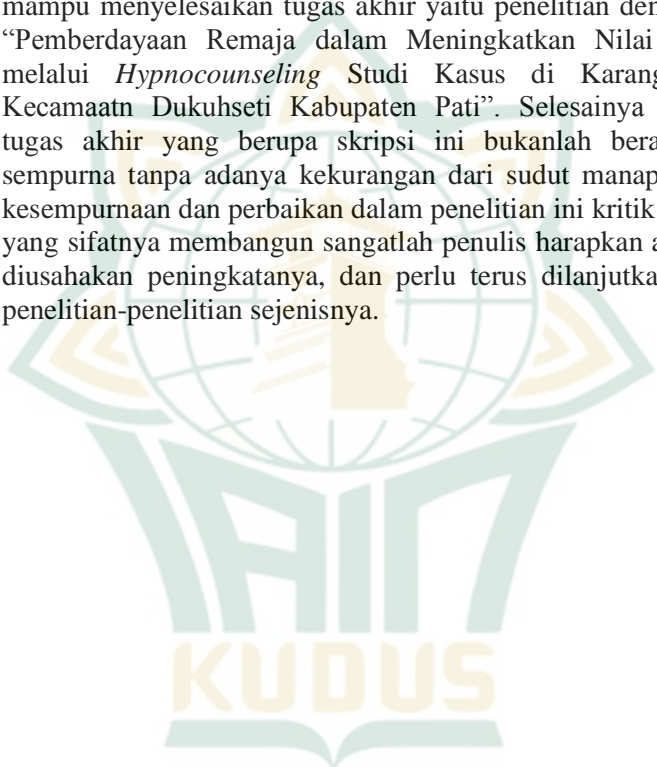 mampu menyelesaikan tugas akhir yaitu penelitian den
“Pemberdayaan Remaja dalam Meningkatkan Nilai
melalui Hypnocounseling Studi Kasus di Karang
Kecamaatn Dukuhseti Kabupaten Pati”. Selesainya
tugas akhir yang berupa skripsi ini bukanlah bera
sempurna tanpa adanya kekurangan dari sudut manap
kesempurnaan dan perbaikan dalam penelitian ini kritik
yang sifatnya membangun sangatlah penulis harapkan a
diusahakan peningkatanya, dan perlu terus dilanjutka
penelitian-penelitian sejenisnya.
IAIN
KUDUS